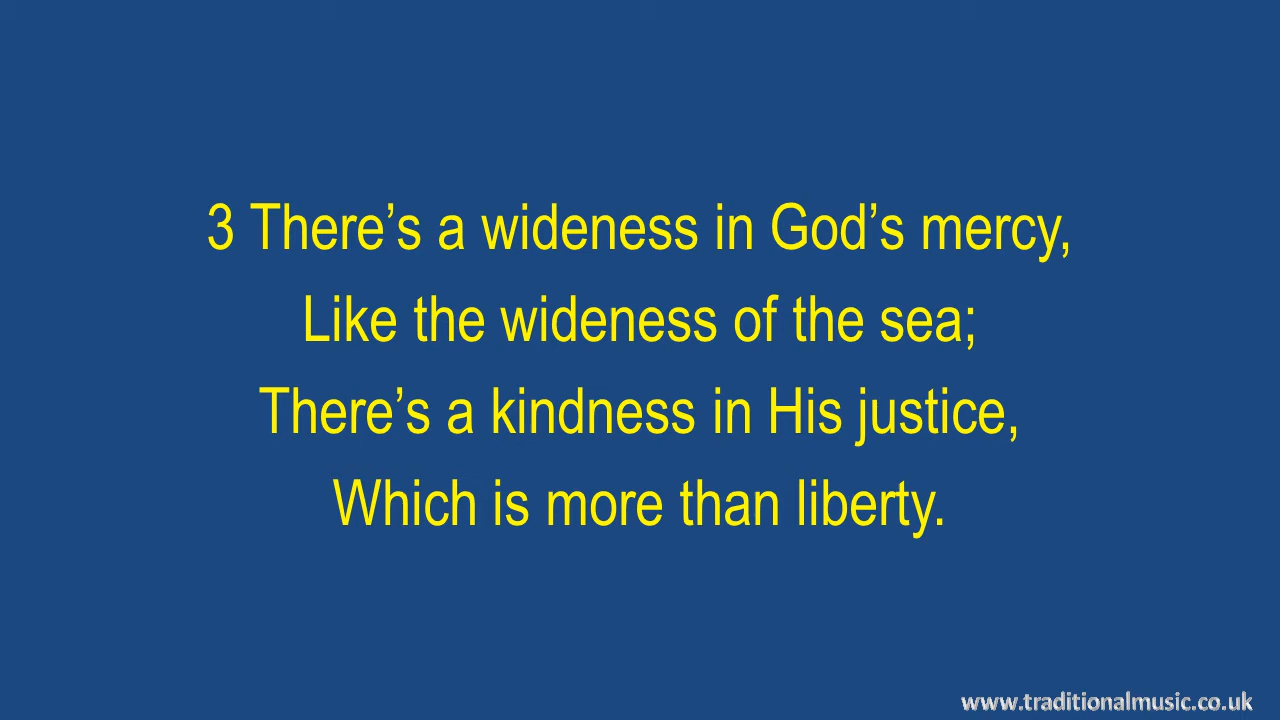 3 There’s a wideness in God’s mercy,
Like the wideness of the sea;
There’s a kindness in His justice,
Which is more than liberty.
www.traditionalmusic.co.uk